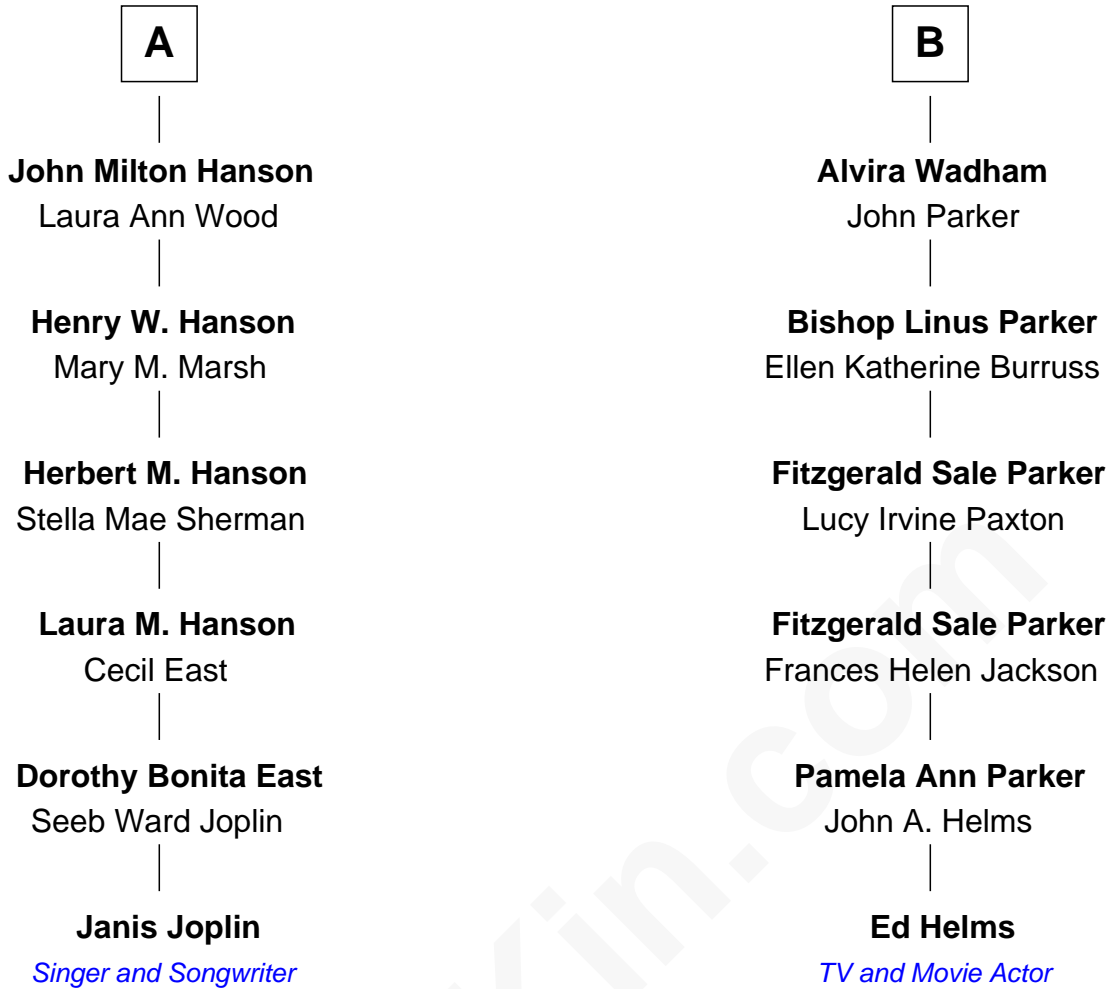 A
John Milton Hanson
Laura Ann Wood
Henry W. Hanson
Mary M. Marsh
Herbert M. Hanson
Stella Mae Sherman
Laura M. Hanson
Cecil East
Dorothy Bonita East
Seeb Ward Joplin
Janis Joplin
Singer and Songwriter
B
Alvira Wadham
John Parker
Bishop Linus Parker
Ellen Katherine Burruss
Fitzgerald Sale Parker
Lucy Irvine Paxton
Fitzgerald Sale Parker
Frances Helen Jackson
Pamela Ann Parker
John A. Helms
Ed Helms
TV and Movie Actor